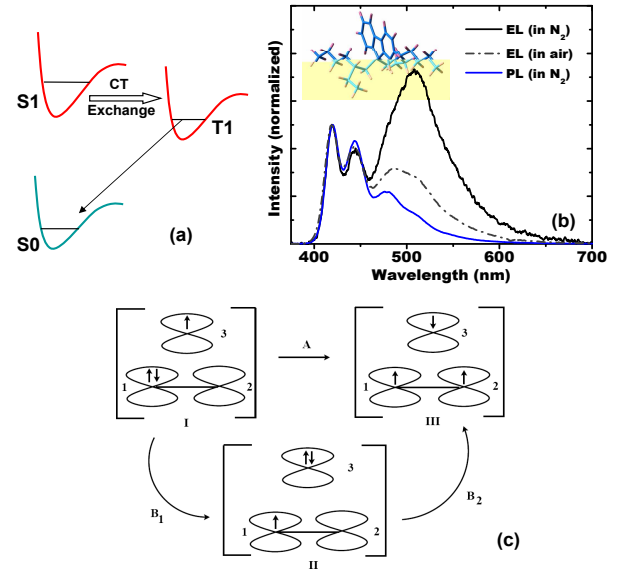 (a)
S1
CT
Exchange
T1
S0
Intensity (normalized)
EL (in N2)
EL (in air)
PL (in N2)
(b)
400 500 600 700
Wavelength (nm)
3
1 2
I
A
3
1 2
III
B1
3
1 2
II
B2
(c)